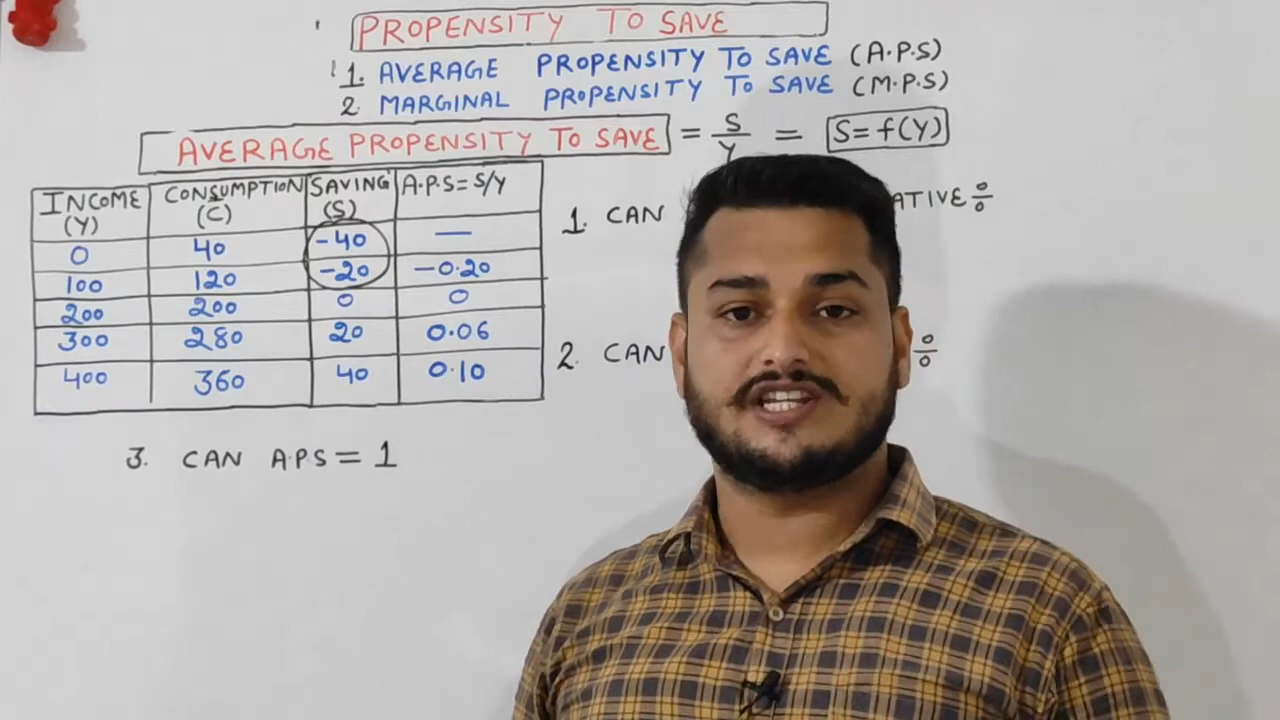 PROPENSITY TO SAVE
1. AVERAGE PROPENSITY TO SAVE (A.P.S)
2. MARGINAL PROPENSITY TO SAVE (M.P.S)
AVERAGE PROPENSITY TO SAVE = S/Y = S=f(Y)
INCOME (Y) CONSUMPTION (C) SAVING (S) A.P.S=S/Y
0 40 -40 —
100 120 -20 -0.20
200 200 0 0
300 280 20 0.06
400 360 40 0.10
1. CAN ATIVE
2. CAN
3. CAN APS = 1